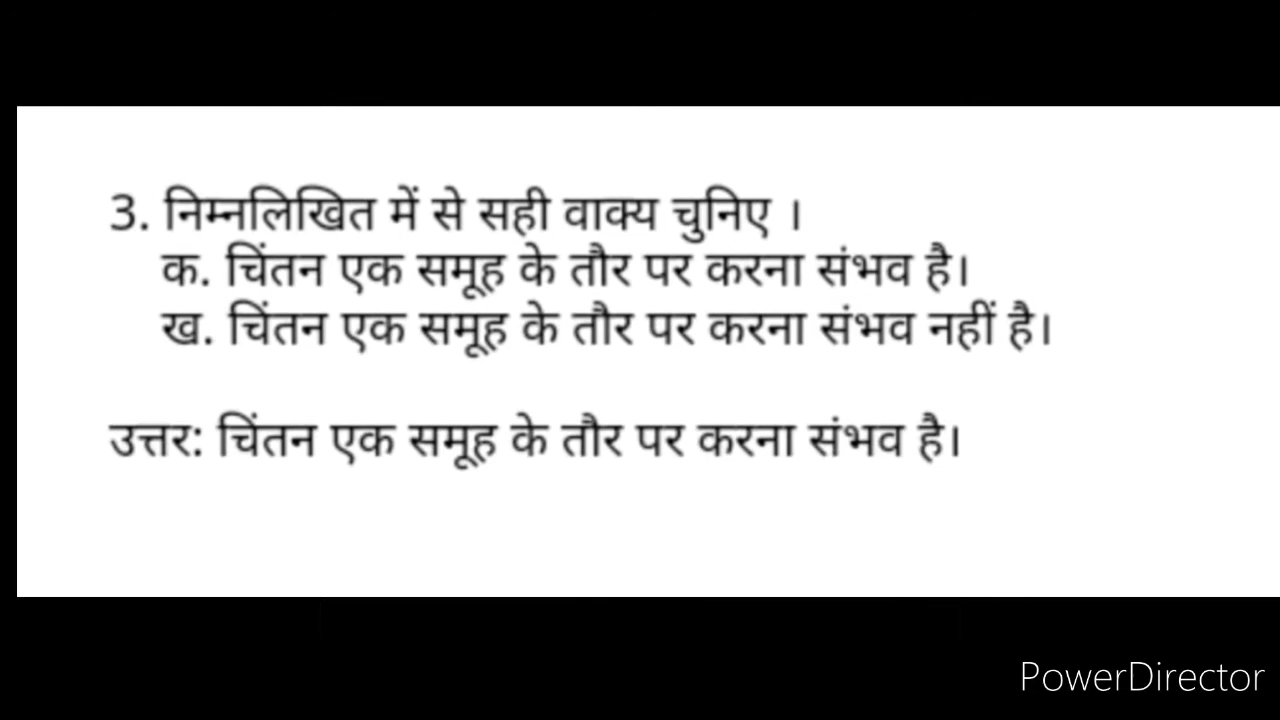 3. निम्नलिखित में से सही वाक्य चुनिए ।
क. चिंतन एक समूह के तौर पर करना संभव है।
ख. चिंतन एक समूह के तौर पर करना संभव नहीं है।
उत्तर: चिंतन एक समूह के तौर पर करना संभव है।
PowerDirector